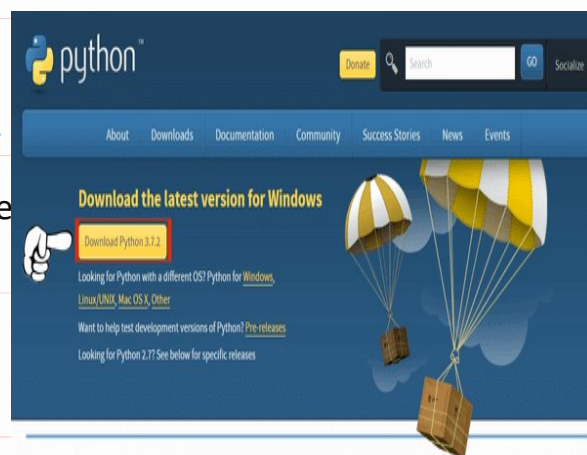 python
Donate
Search
GO
Socialize
About Downloads Documentation Community Success Stories News Events
Download the latest version for Windows
Download Python 3.7.2
Looking for Python with a different OS? Python for Windows,
Linux/UNIX, Mac OS X, Other
Want to help test development versions of Python? Pre-releases
Looking for Python 2.7? See below for specific releases